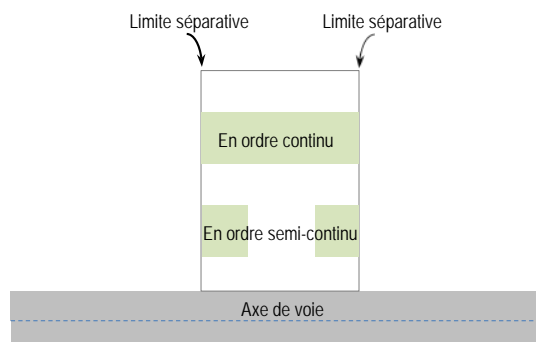 Limite séparative
Limite séparative
En ordre continu
En ordre semi-continu
Axe de voie